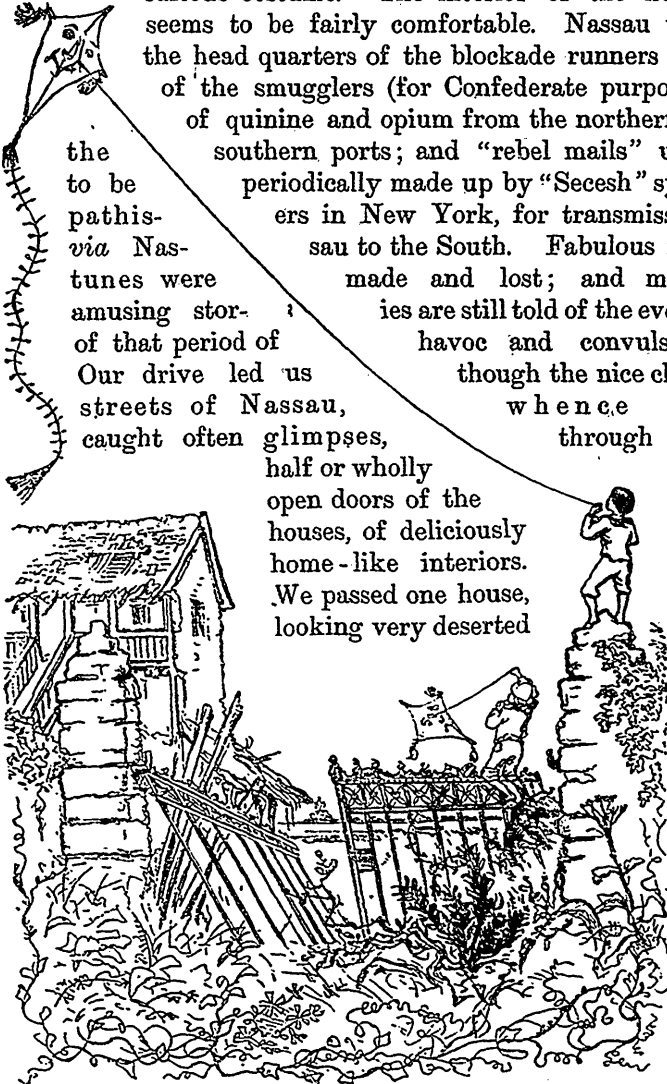 seems to be fairly comfortable. Nassau
the head quarters of the blockade runners
of the smugglers (for Confederate purpo
of quinine and opium from the northern
the southern ports; and "rebel mails"
to be periodically made up by "Secesh" s
pathis- ers in New York, for transmiss
via Nas- sau to the South. Fabulous
tunes were made and lost; and m
amusing stor- ies are still told of the eve
of that period of havoc and convuls
Our drive led us though the nice cl
streets of Nassau, whence
caught often glimpses, through
half or wholly
open doors of the
houses, of deliciously
home-like interiors.
We passed one house,
looking very deserted